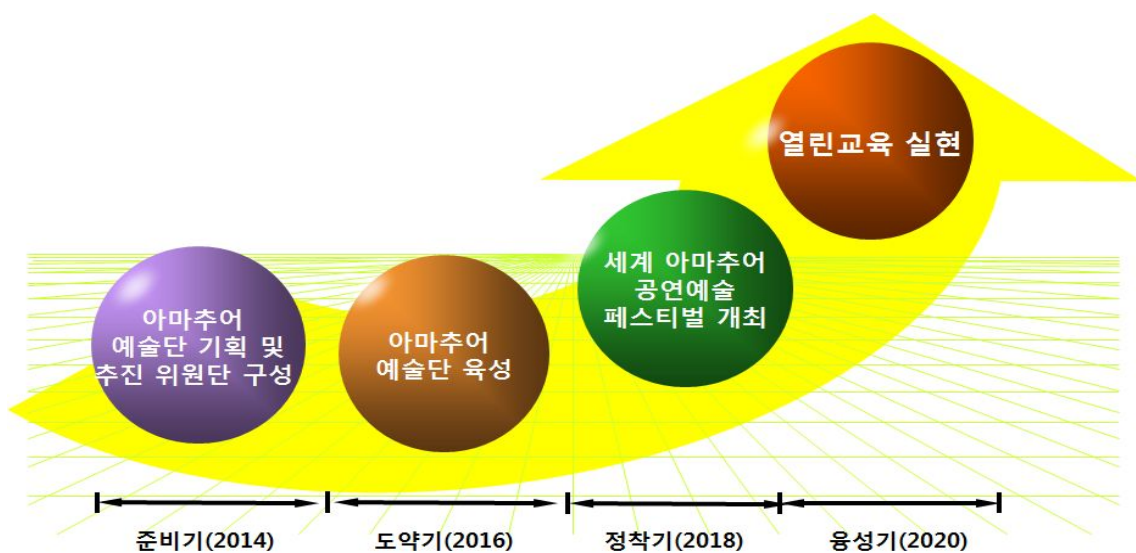 아마추어
예술단 기획 및
추진 위원단 구성
아마추어
예술단 육성
세계 아마추어
공연예술
페스티벌 개최
열린교육 실현
준비기(2014)
도약기(2016)
정착기(2018)
융성기(2020)